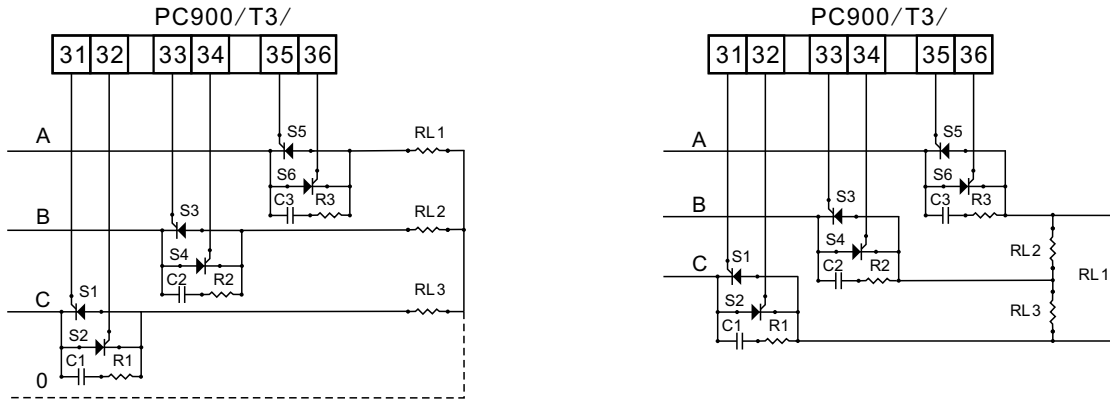 PC900/T3/
31 32 33 34 35 36
A
S5
RL1
S6
C3 R3
B
S3
RL2
S4
C2 R2
C
S1
RL3
S2
C1 R1
0
PC900/T3/
31 32 33 34 35 36
A
S5
S6
C3 R3
B
S3
S4
C2 R2
RL2
RL1
C
S1
S2
C1 R1
RL3